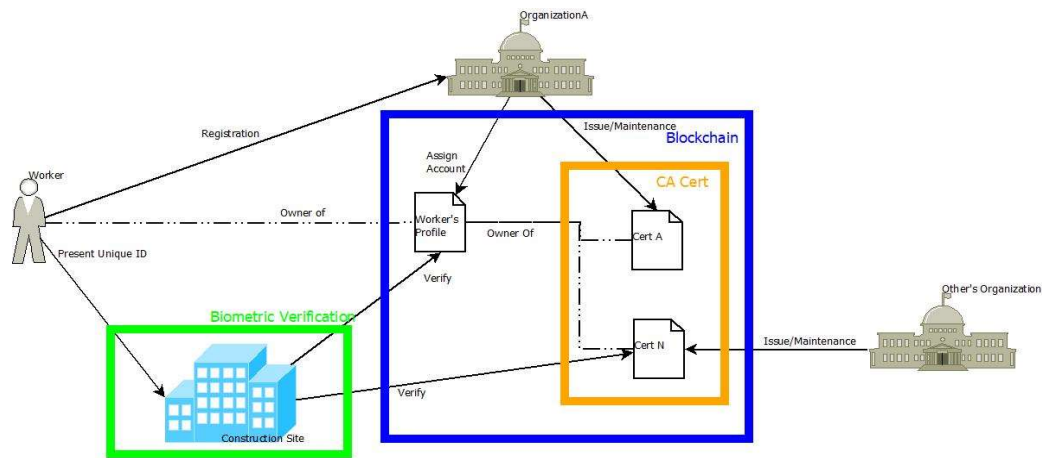 OrganizationA
Registration
Issue/Maintenance
Blockchain
Assign
Account
Worker
CA Cert
Owner of
Worker's
Profile
Owner Of
Cert A
Present Unique ID
Verify
Other's Organization
Biometric Verification
Issue/Maintenance
Cert N
Verify
Construction Site